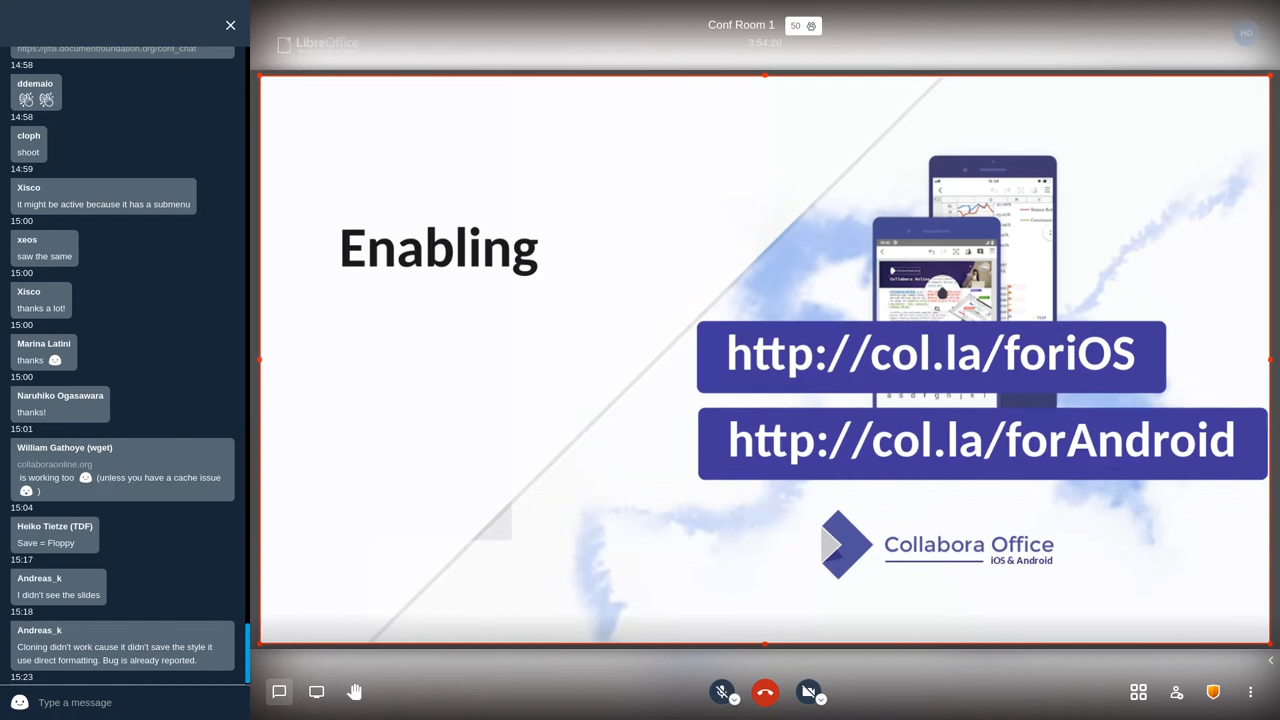 https://jitsi.documentfoundation.org/conf_chat
14:58
ddemaio
14:58
cloph
shoot
14:59
Xisco
it might be active because it has a submenu
15:00
xeos
saw the same
15:00
Xisco
thanks a lot!
15:00
Marina Latini
thanks
15:00
Naruhiko Ogasawara
thanks!
15:01
William Gathoye (wget)
collaboraonline.org
is working too (unless you have a cache issue
)
15:04
Heiko Tietze (TDF)
Save = Floppy
15:17
Andreas_k
I didn't see the slides
15:18
Andreas_k
Cloning didn't work cause it didn't save the style it
use direct formatting. Bug is already reported.
15:23
Type a message
Conf Room 1 50
3:54:20
LibreOffice
HD
Enabling
http://col.la/foriOS
a s d f g h j k l
http://col.la/forAndroid
Collabora Office
iOS & Android